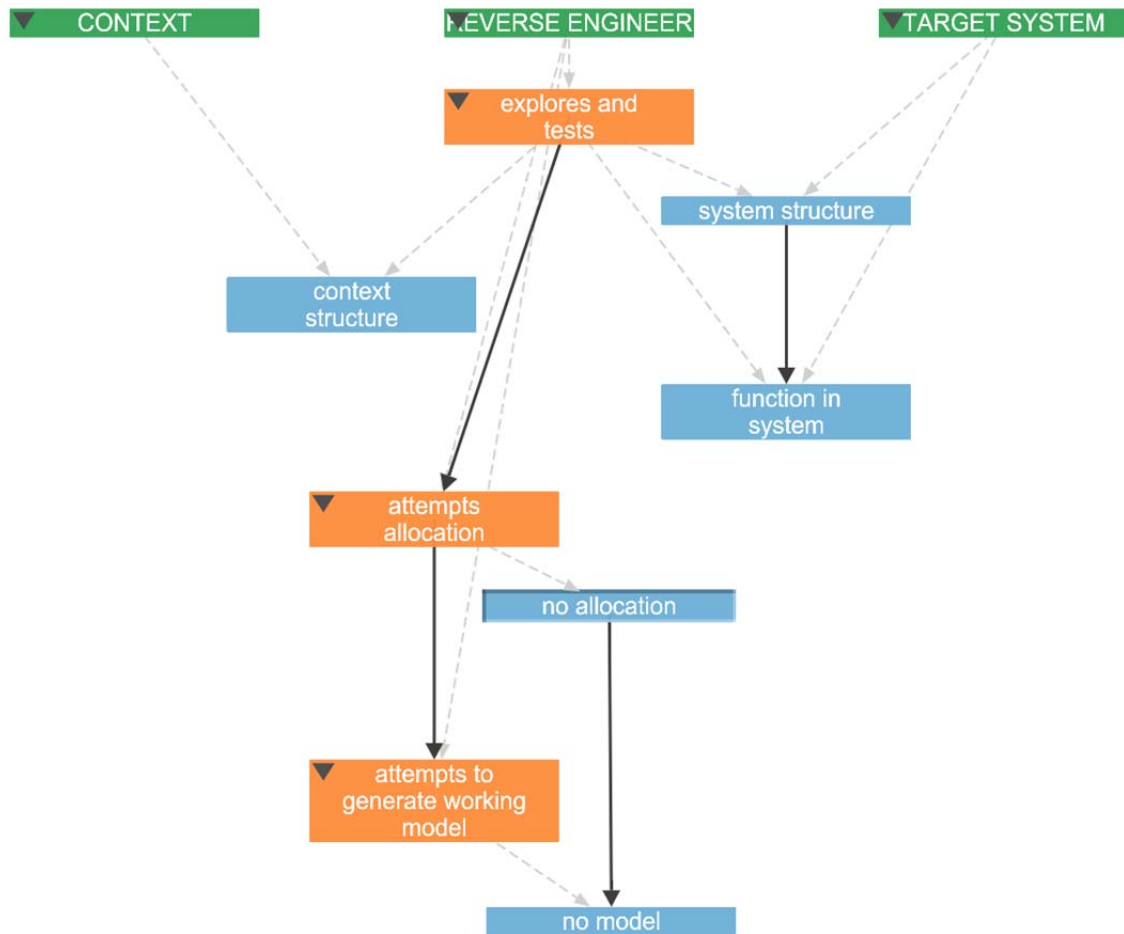 CONTEXT
REVERSE ENGINEER
TARGET SYSTEM
explores and
tests
system structure
context
structure
function in
system
attempts
allocation
no allocation
attempts to
generate working
model
no model